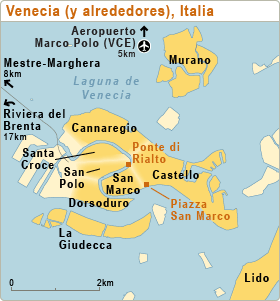 Venecia (y alrededores), Italia
Aeropuerto
Marco Polo (VCE)
5km
Murano
Mestre-Marghera
8km
Laguna de
Venecia
Riviera del
Brenta
17km
Cannaregio
Ponte di
Rialto
Santa
Croce
San
Polo
San
Marco
Castello
Dorsoduro
Piazza
San Marco
La
Giudecca
Lido
0
2km